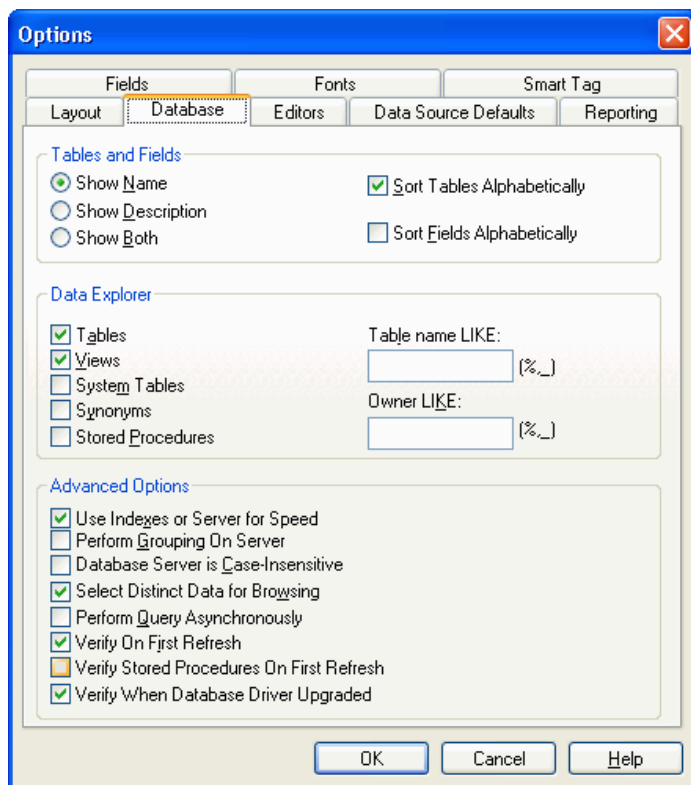 Options
Fields Fonts Smart Tag
Layout Database Editors Data Source Defaults Reporting
Tables and Fields
Show Name
Sort Tables Alphabetically
Show Description
Show Both
Sort Fields Alphabetically
Data Explorer
Tables
Table name LIKE:
Views
(%,_)
System Tables
Synonyms
Owner LIKE:
Stored Procedures
(%,_)
Advanced Options
Use Indexes or Server for Speed
Perform Grouping On Server
Database Server is Case-Insensitive
Select Distinct Data for Browsing
Perform Query Asynchronously
Verify On First Refresh
Verify Stored Procedures On First Refresh
Verify When Database Driver Upgraded
OK Cancel Help